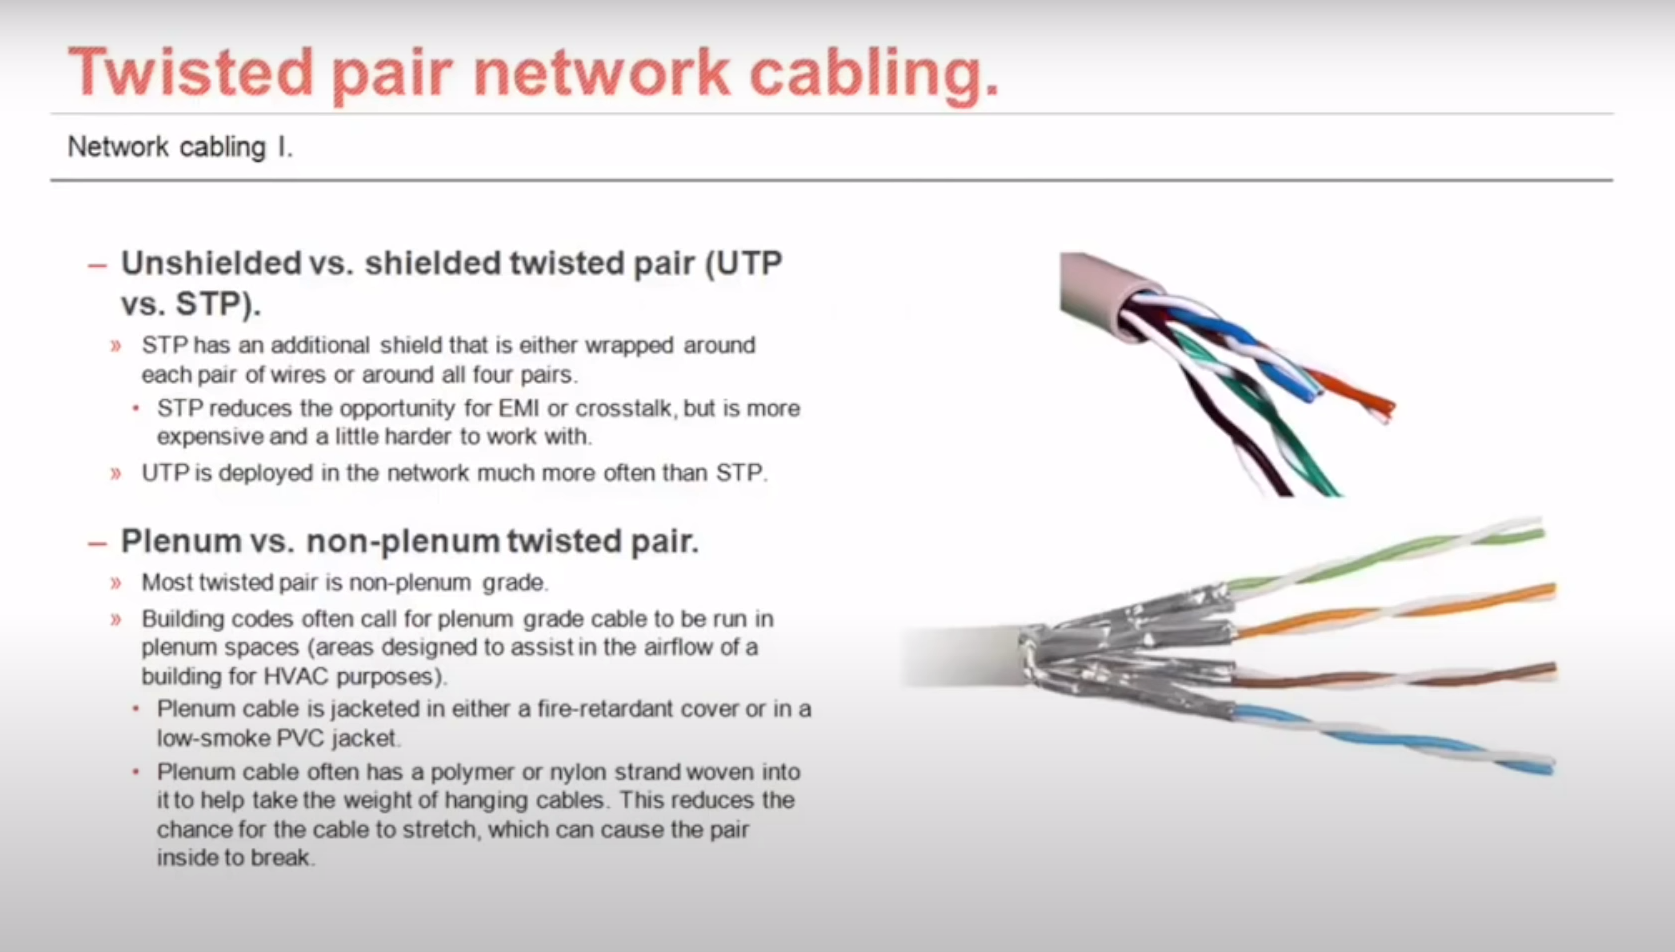 Twisted pair network cabling.
Network cabling I.
– Unshielded vs. shielded twisted pair (UTP
vs. STP).
» STP has an additional shield that is either wrapped around
each pair of wires or around all four pairs.
• STP reduces the opportunity for EMI or crosstalk, but is more
expensive and a little harder to work with.
» UTP is deployed in the network much more often than STP.
– Plenum vs. non-plenum twisted pair.
» Most twisted pair is non-plenum grade.
» Building codes often call for plenum grade cable to be run in
plenum spaces (areas designed to assist in the airflow of a
building for HVAC purposes).
• Plenum cable is jacketed in either a fire-retardant cover or in a
low-smoke PVC jacket.
• Plenum cable often has a polymer or nylon strand woven into
it to help take the weight of hanging cables. This reduces the
chance for the cable to stretch, which can cause the pair
inside to break.